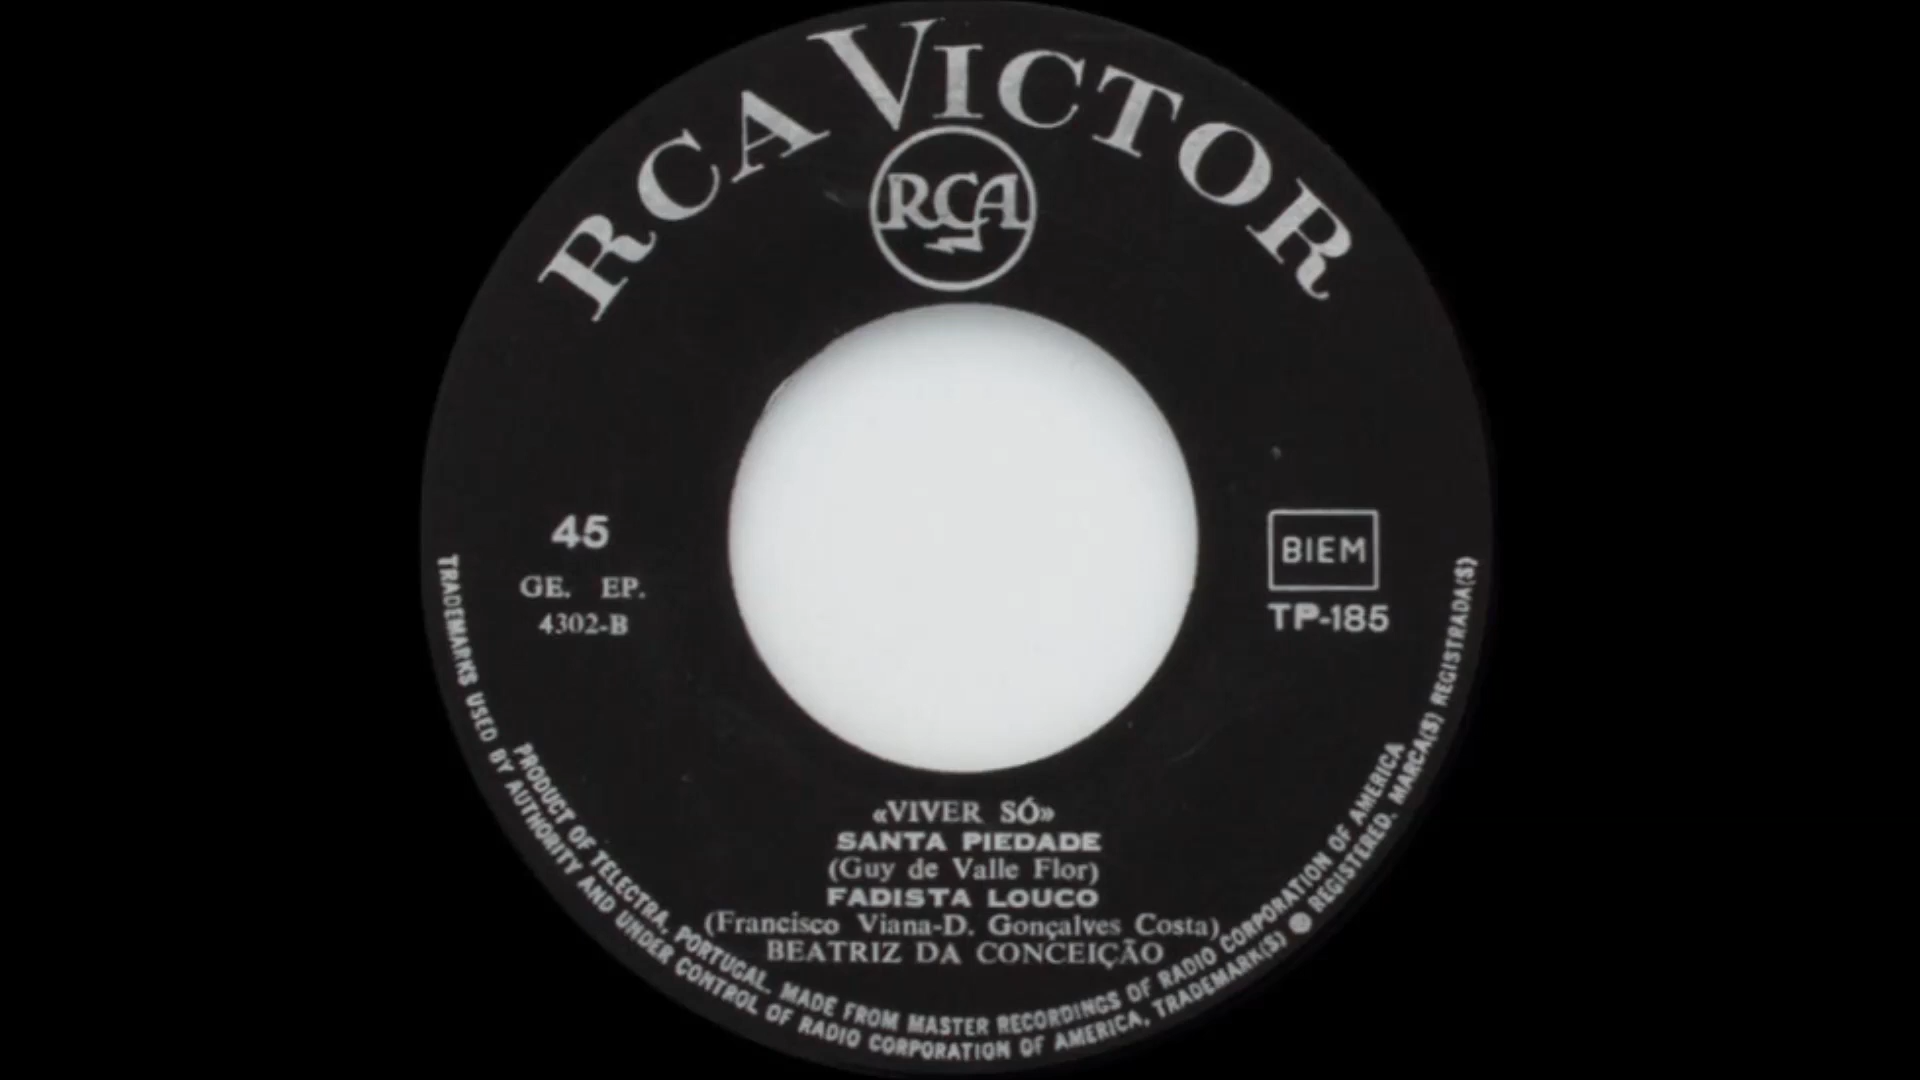 RCA VICTOR
RCA
45
GE. EP.
4302-B
BIEM
TP-185
«VIVER SÓ»
SANTA PIEDADE
(Guy de Valle Flor)
FADISTA LOUCO
(Francisco Viana-D. Gonçalves Costa)
BEATRIZ DA CONCEIÇÃO
PRODUCT OF TELECTRA, PORTUGAL. MADE FROM MASTER RECORDINGS OF RADIO CORPORATION OF AMERICA
TRADEMARKS USED BY AUTHORITY AND UNDER CONTROL OF RADIO CORPORATION OF AMERICA, TRADEMARK(S) ® REGISTERED. MARCA(S) REGISTRADA(S)